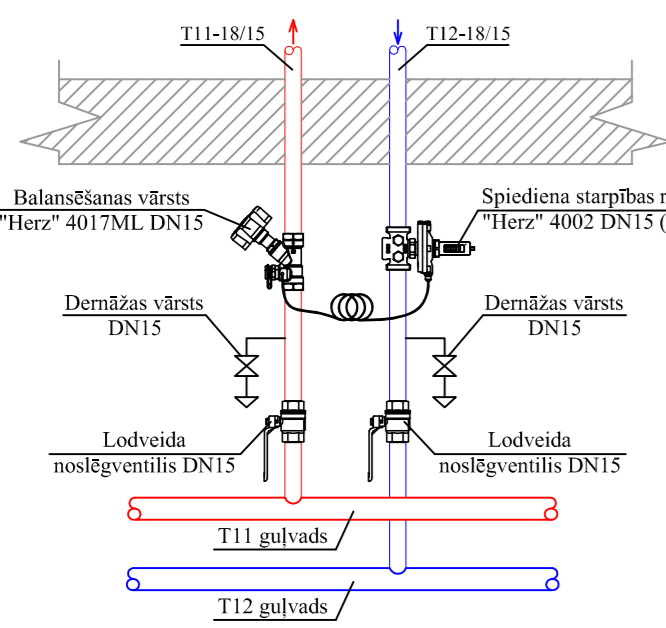 T11-18/15
T12-18/15
Balansēšanas vārsts
"Herz" 4017ML DN15
Spiediena starpības r
"Herz" 4002 DN15 (
Dernāžas vārsts
DN15
Dernāžas vārsts
DN15
Lodveida
noslēgventilis DN15
Lodveida
noslēgventilis DN15
T11 guļvads
T12 guļvads